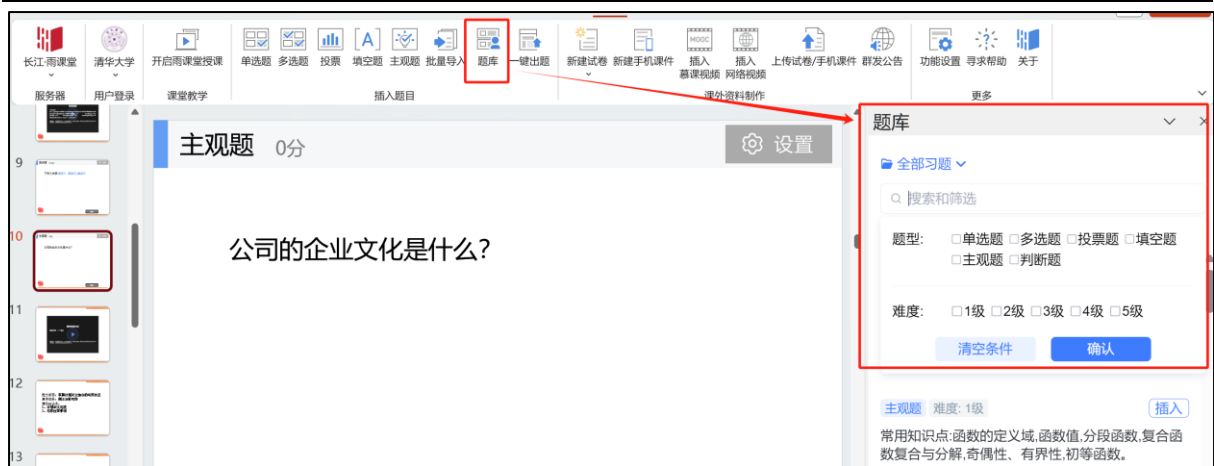 长江·雨课堂 清华大学 开启雨课堂授课 单选题 多选题 投票 填空题 主观题 批量导入 题库 一键出题 新建试卷 新建手机课件 插入 慕课视频 插入 网络视频 上传试卷/手机课件 群发公告 功能设置 寻求帮助 关于
服务器 用户登录 课堂教学 插入题目 课外资料制作 更多
题库
主观题 0分 设置
全部习题
搜索和筛选
9
题型: 单选题 多选题 投票题 填空题
主观题 判断题
10
公司的企业文化是什么?
难度: 1级 2级 3级 4级 5级
11
清空条件 确认
12
主观题 难度: 1级 插入
常用知识点:函数的定义域,函数值,分段函数,复合函
数复合与分解,奇偶性、有界性,初等函数。
13